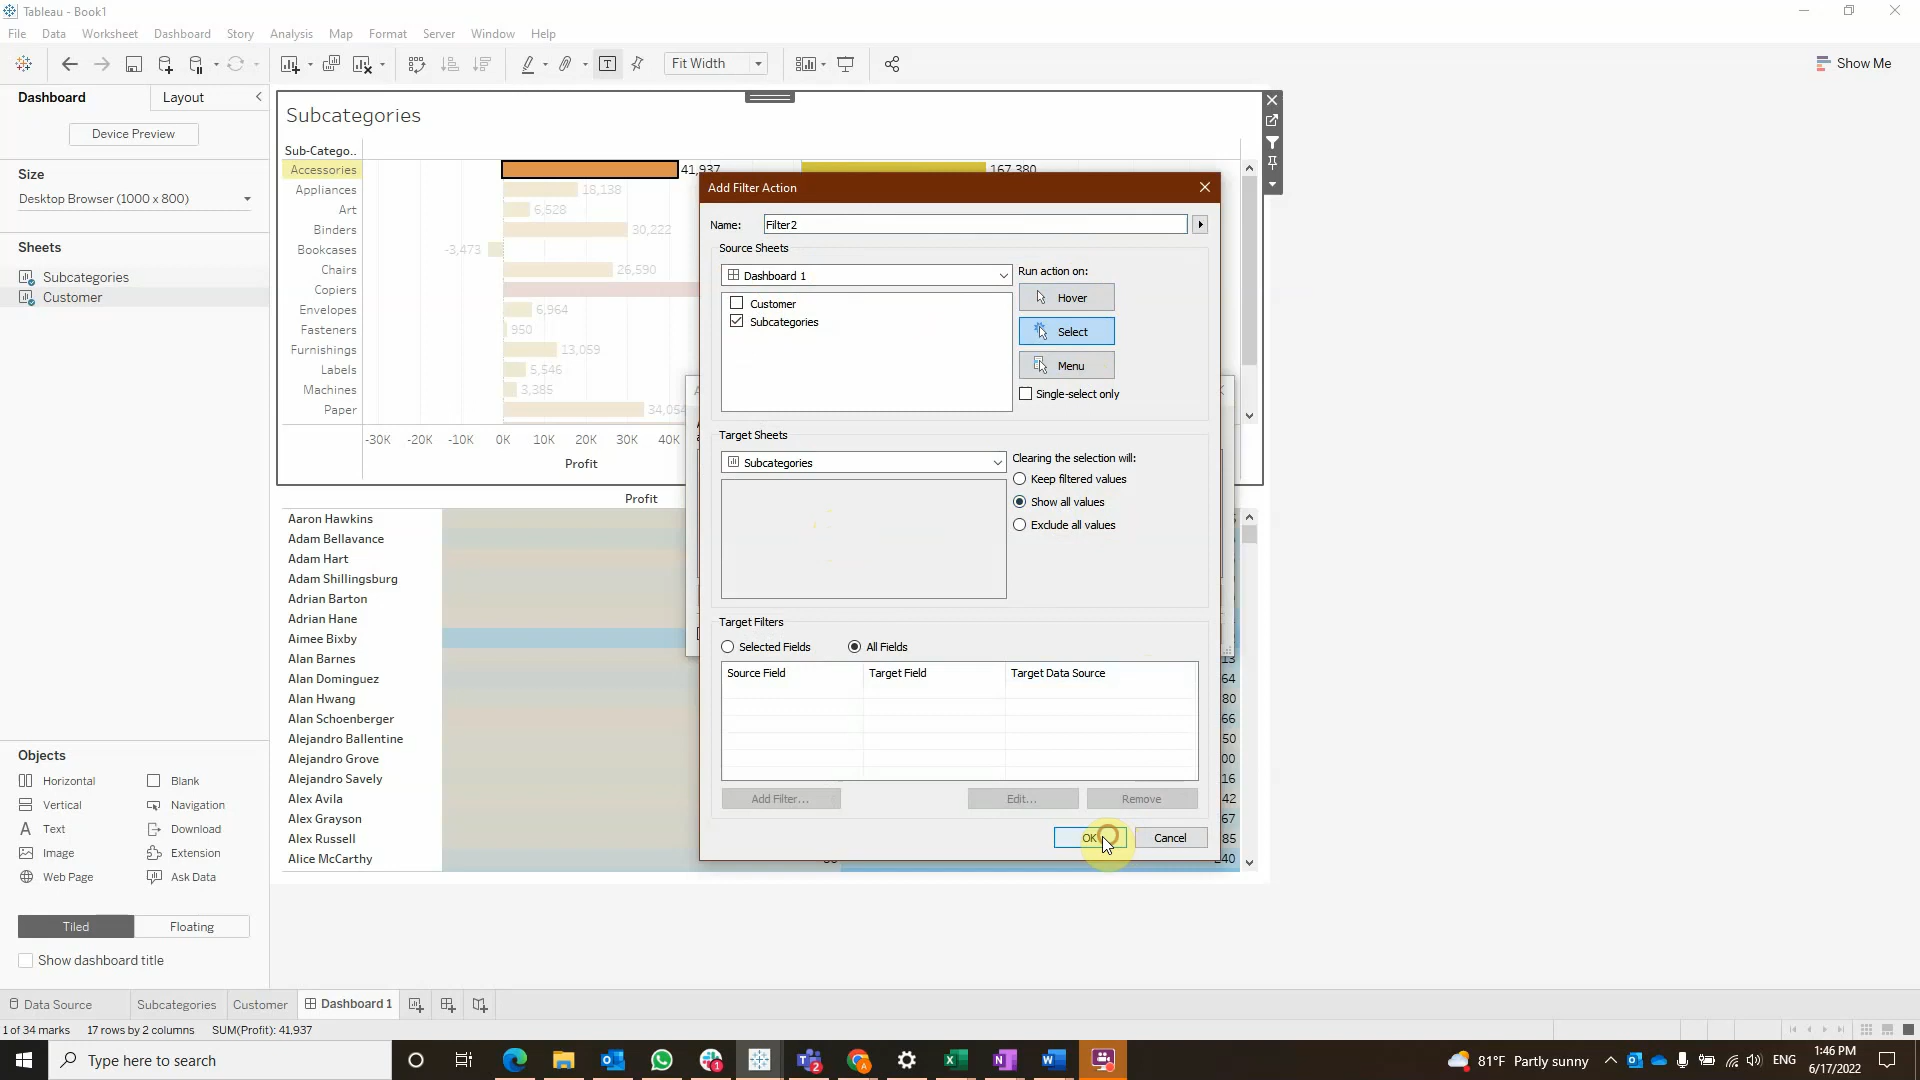 Tableau - Book1
File Data Worksheet Dashboard Story Analysis Map Format Server Window Help
Fit Width
Show Me
Dashboard Layout
Device Preview
Size
Desktop Browser (1000 x 800)
Sheets
Subcategories
Customer
Subcategories
Sub-Catego..
Accessories 41,937 167,380
Appliances 18,138
Art 6,528
Binders 30,222
Bookcases -3,473
Chairs 26,590
Copiers
Envelopes 6,964
Fasteners 950
Furnishings 13,059
Labels 5,546
Machines 3,385
Paper 34,054
-30K -20K -10K 0K 10K 20K 30K 40K
Profit
Profit
Aaron Hawkins
Adam Bellavance
Adam Hart
Adam Shillingsburg
Adrian Barton
Adrian Hane
Aimee Bixby
Alan Barnes
Alan Dominguez 64
Alan Hwang 80
Alan Schoenberger 66
Alejandro Ballentine 50
Alejandro Grove 00
Alejandro Savely 16
Alex Avila 42
Alex Grayson 67
Alex Russell 85
Alice McCarthy
Add Filter Action
Name: Filter2
Source Sheets
Dashboard 1
Customer
Subcategories
Run action on:
Hover
Select
Menu
Single-select only
Target Sheets
Subcategories
Clearing the selection will:
Keep filtered values
Show all values
Exclude all values
Target Filters
Selected Fields All Fields
Source Field Target Field Target Data Source
Add Filter... Edit... Remove
OK Cancel
Objects
Horizontal Blank
Vertical Navigation
Text Download
Image Extension
Web Page Ask Data
Tiled Floating
Show dashboard title
Data Source Subcategories Customer Dashboard 1
1 of 34 marks 17 rows by 2 columns SUM(Profit): 41,937
Type here to search
81°F Partly sunny
ENG
1:46 PM
6/17/2022